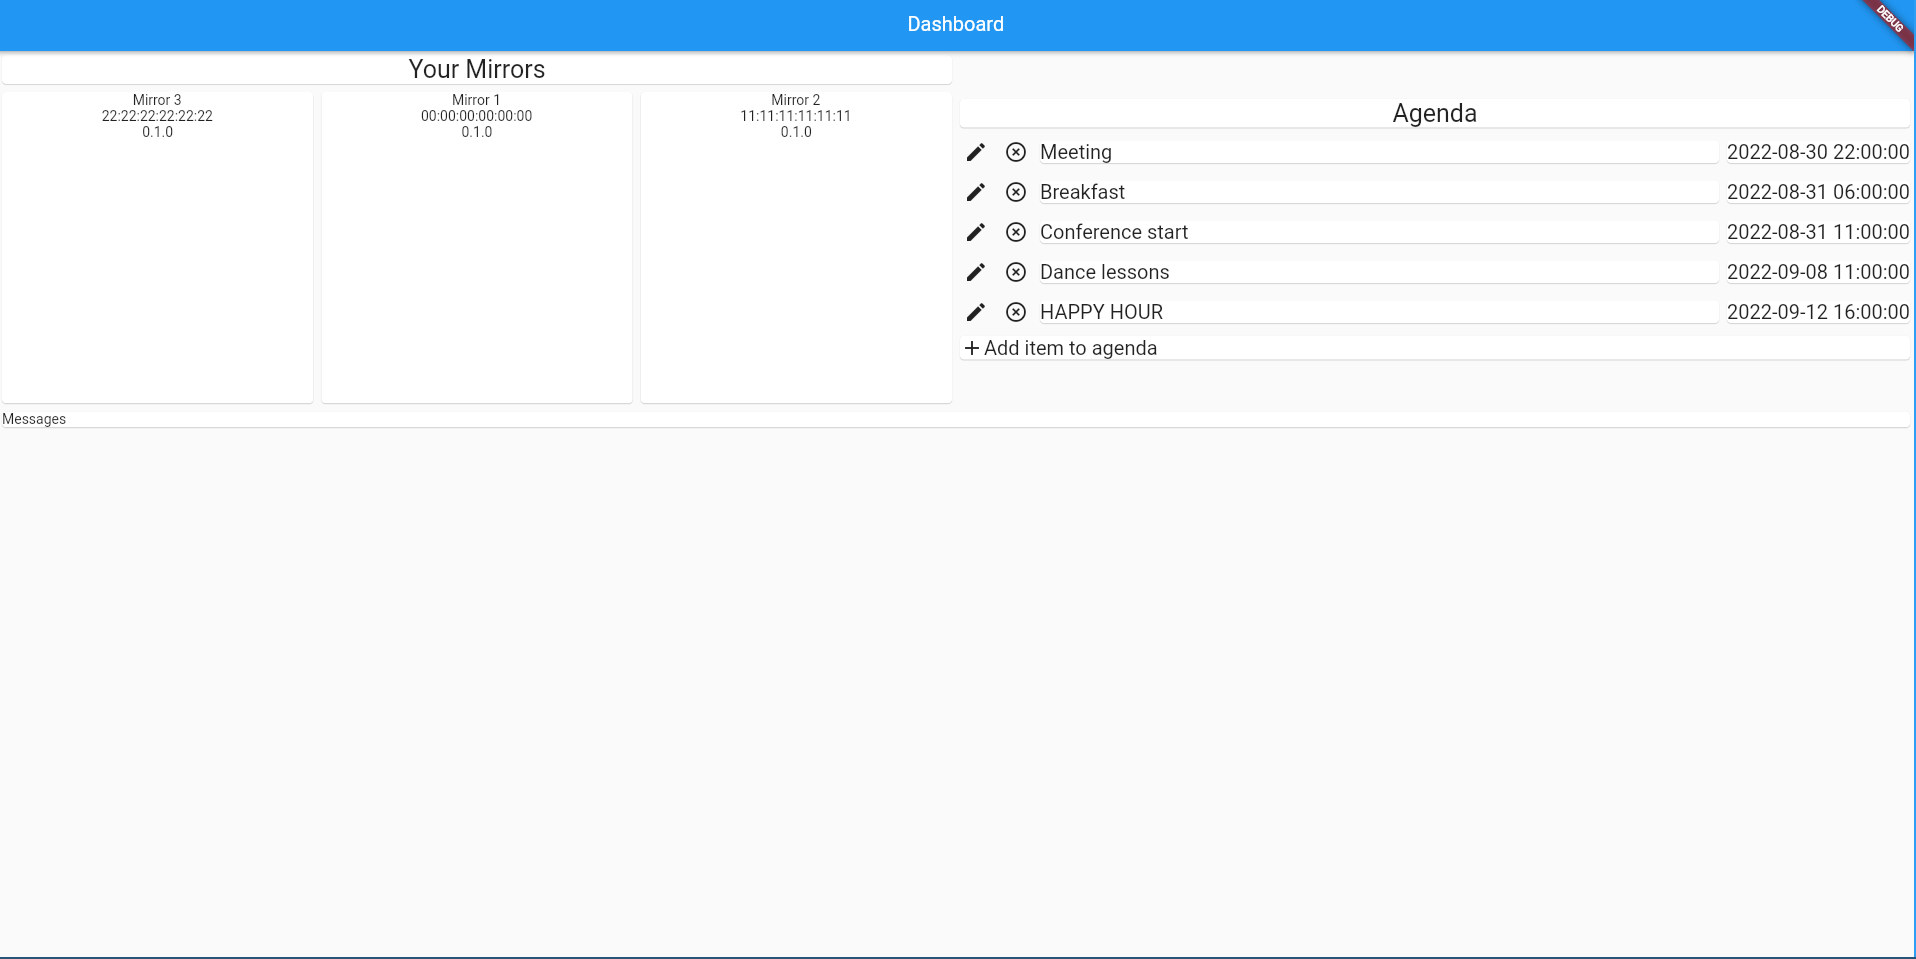 Dashboard
DEBUG
Your Mirrors
Mirror 3
22:22:22:22:22:22
0.1.0
Mirror 1
00:00:00:00:00:00
0.1.0
Mirror 2
11:11:11:11:11:11
0.1.0
Agenda
Meeting 2022-08-30 22:00:00
Breakfast 2022-08-31 06:00:00
Conference start 2022-08-31 11:00:00
Dance lessons 2022-09-08 11:00:00
HAPPY HOUR 2022-09-12 16:00:00
+ Add item to agenda
Messages